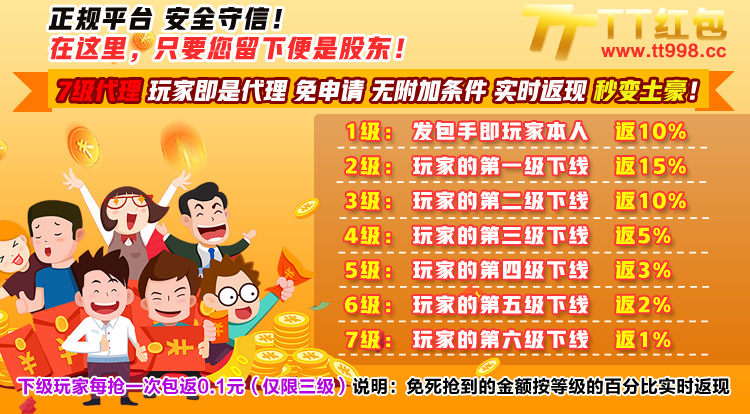 正规平台 安全守信!
在这里,只要您留下便是股东!
TT红包
www.tt998.cc
7级代理 玩家即是代理 免申请 无附加条件 实时返现 秒变土豪!
1级: 发包手即玩家本人 返10%
2级: 玩家的第一级下线 返15%
3级: 玩家的第二级下线 返10%
4级: 玩家的第三级下线 返5%
5级: 玩家的第四级下线 返3%
6级: 玩家的第五级下线 返2%
7级: 玩家的第六级下线 返1%
下级玩家每抢一次包返0.1元(仅限三级)说明:免死抢到的金额按等级的百分比实时返现